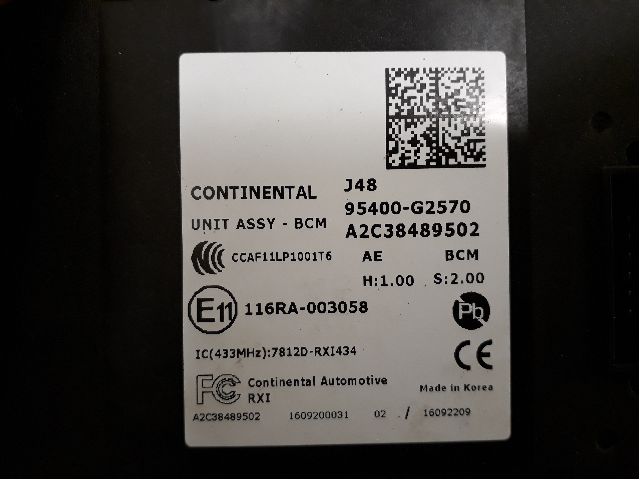 CONTINENTAL
J48
95400-G2570
UNIT ASSY - BCM
A2C38489502
CCAF11LP1001T6
AE
BCM
H:1.00
S:2.00
E11
116RA-003058
Pb
IC(433MHz):7812D-RXI434
CE
FC
Continental Automotive
RXI
Made in Korea
A2C38489502
1609200031
02
/
16092209